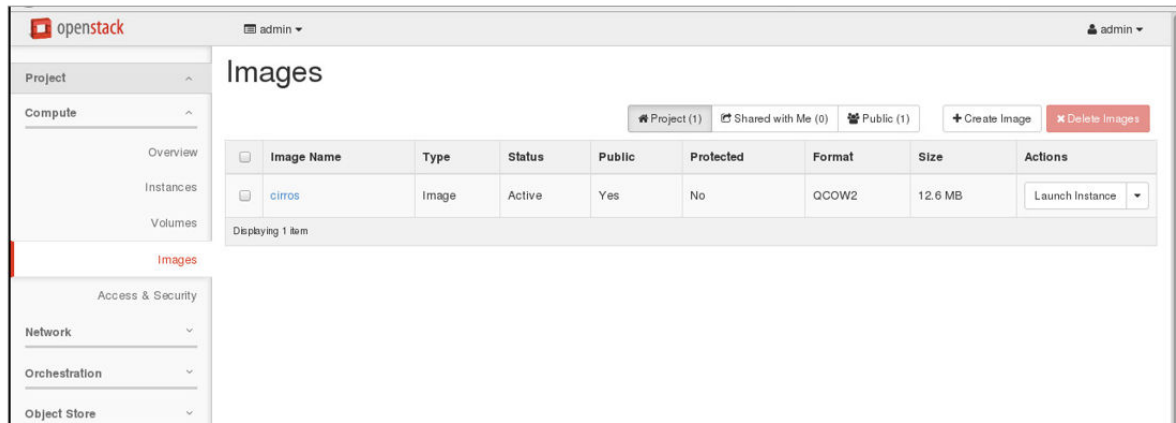 openstack
admin
admin
Project
Compute
Overview
Instances
Volumes
Images
Access & Security
Network
Orchestration
Object Store
Images
Project (1) Shared with Me (0) Public (1) Create Image Delete Images
Image Name Type Status Public Protected Format Size Actions
cirros Image Active Yes No QCOW2 12.6 MB Launch Instance
Displaying 1 item